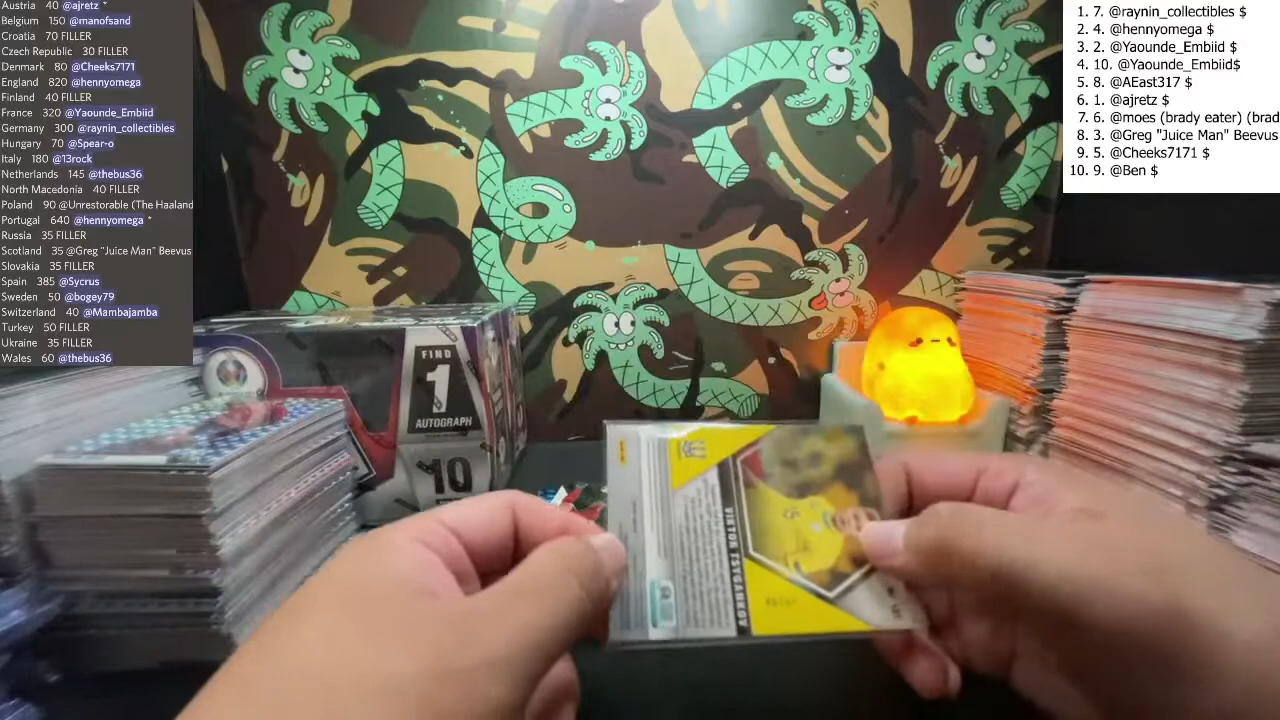 Austria 40 @ajretz *
Belgium 150 @manofsand
Croatia 70 FILLER
Czech Republic 30 FILLER
Denmark 80 @Cheeks7171
England 820 @hennyomega
Finland 40 FILLER
France 320 @Yaounde_Embiid
Germany 300 @raynin_collectibles
Hungary 70 @Spear-o
Italy 180 @13rock
Netherlands 145 @thebus36
North Macedonia 40 FILLER
Poland 90 @Unrestorable (The Haaland
Portugal 640 @hennyomega *
Russia 35 FILLER
Scotland 35 @Greg "Juice Man" Beevus
Slovakia 35 FILLER
Spain 385 @Sycrus
Sweden 50 @bogey79
Switzerland 40 @Mambajamba
Turkey 50 FILLER
Ukraine 35 FILLER
Wales 60 @thebus36
1. 7. @raynin_collectibles $
2. 4. @hennyomega $
3. 2. @Yaounde_Embiid $
4. 10. @Yaounde_Embiid$
5. 8. @AEast317 $
6. 1. @ajretz $
7. 6. @moes (brady eater) (brad
8. 3. @Greg "Juice Man" Beevus
9. 5. @Cheeks7171 $
10. 9. @Ben $
FIND
1
AUTOGRAPH
10
VIKTOR TSYGANKOV